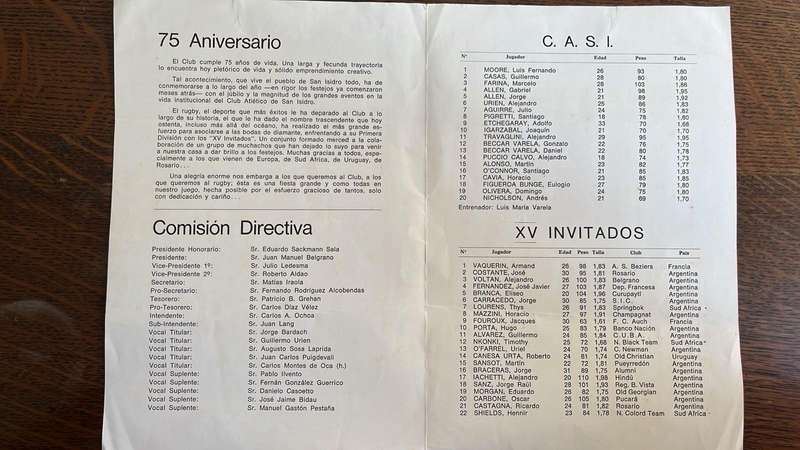 75 Aniversario
El Club cumple 75 años de vida. Una larga y fecunda trayectoria
lo encuentra hoy pletórico de vida y sólido emprendimiento creativo.
Tal acontecimiento, que vive el pueblo de San Isidro todo, ha de
conmemorarse a lo largo del año —en rigor los festejos ya comenzaron
meses atrás— con el júbilo y la magnitud de los grandes eventos en la
vida institucional del Club Atlético de San Isidro.
El rugby, el deporte que más éxitos le ha deparado al Club a lo
largo de su historia, el que le ha dado el nombre trascendente que hoy
ostenta, incluso más allá del océano, ha realizado el más grande es-
fuerzo para asociarse a las bodas de diamante, enfrentando a su Primera
División con los "XV Invitados". Un conjunto formado merced a la cola-
boración de un grupo de muchachos que han dejado lo suyo para venir
a nuestra casa a dar brillo a los festejos. Muchas gracias a todos, espe-
cialmente a los que vienen de Europa, de Sud Africa, de Uruguay, de
Rosario...
Una alegría enorme nos embarga a los que queremos al Club, a los
que queremos al rugby: ésta es una fiesta grande y como todas en
nuestro juego, hecha posible por el esfuerzo gracioso de tantos, solo
con dedicación y cariño...
Comisión Directiva
Presidente Honorario: Sr. Eduardo Sackmann Sala
Presidente: Sr. Juan Manuel Belgrano
Vice-Presidente 1º: Sr. Julio Ledesma
Vice-Presidente 2º: Sr. Roberto Aldao
Secretario: Sr. Matías Iraola
Pro-Secretario: Sr. Fernando Rodríguez Alcobendas
Tesorero: Sr. Patricio B. Grehan
Pro-Tesorero: Sr. Carlos Díaz Vélez
Intendente: Sr. Carlos A. Ochoa
Sub-Intendente: Sr. Juan Lang
Vocal Titular: Sr. Jorge Bardach
Vocal Titular: Sr. Guillermo Urien
Vocal Titular: Sr. Augusto Sosa Laprida
Vocal Titular: Sr. Juan Carlos Puigdevall
Vocal Titular: Sr. Carlos Montes de Oca (h.)
Vocal Suplente: Sr. Pablo Ilvento
Vocal Suplente: Sr. Fernán González Guerrico
Vocal Suplente: Sr. Daniel Casoetto
Vocal Suplente: Sr. José Jaime Bidau
Vocal Suplente: Sr. Manuel Gastón Pestaña
C. A. S. I.
Nº Jugador Edad Peso Talla
1 MOORE, Luis Fernando 26 93 1,80
2 CASAS, Guillermo 28 80 1,80
3 FARINA, Marcelo 28 103 1,86
4 ALLEN, Gabriel 21 98 1,95
5 ALLEN, Jorge 21 89 1,92
6 URIEN, Alejandro 25 86 1,83
7 AGUIRRE, Julio 24 75 1,82
8 PIGRETTI, Santiago 18 78 1,80
9 ETCHEGARAY, Adolfo 33 70 1,68
10 IGARZABAL, Joaquín 21 70 1,70
11 TRAVAGLINI, Alejandro 29 95 1,95
12 BECCAR VARELA, Gonzalo 22 76 1,75
13 BECCAR VARELA, Daniel 22 80 1,78
14 PUCCIO CALVO, Alejandro 18 74 1,73
15 ALONSO, Martín 23 82 1,77
16 O'CONNOR, Santiago 21 85 1,83
17 CAVIA, Horacio 23 85 1,85
18 FIGUEROA BUNGE, Eulogio 27 79 1,80
19 OLIVERA, Domingo 24 75 1,80
20 NICHOLSON, Andrés 21 69 1,70
Entrenador: Luis María Varela
XV INVITADOS
Nº Jugador Edad Peso Talla Club País
1 VAQUERIN, Armand 26 98 1,83 A. S. Beziers Francia
2 COSTANTE, José 30 95 1,81 Rosario Argentina
3 VOLTAN, Alejandro 26 100 1,83 Belgrano Argentina
4 FERNANDEZ, José Javier 27 103 1,87 Dep. Francesa Argentina
5 BRANCA, Eliseo 20 104 1,96 Curupaytí Argentina
6 CARRACEDO, Jorge 30 85 1,75 S. I. C. Argentina
7 LOURENS, Thys 26 91 1,83 Springbok Sud Africa
8 MAZZINI, Horacio 27 97 1,91 Champagnat Argentina
9 FOUROUX, Jacques 30 63 1,61 F. C. Auch Francia
10 PORTA, Hugo 25 83 1,79 Banco Nación Argentina
11 ALVAREZ, Guillermo 24 85 1,84 C. U. B. A. Argentina
12 NKONKI, Timothy 25 72 1,68 N. Black Team Sud Africa
13 O'FARREL, Uriel 24 70 1,74 C. Newman Argentina
14 CANESA URTA, Roberto 24 81 1,74 Old Christian Uruguay
15 SANSOT, Martín 22 72 1,81 Pueyrredón Argentina
16 BRACERAS, Jorge 31 89 1,75 Alumni Argentina
17 IACHETTI, Alejandro 20 110 1,98 Hindú Argentina
18 SANZ, Jorge Raúl 28 101 1,93 Reg. B. Vista Argentina
19 MORGAN, Eduardo 26 82 1,75 Old Georgian Argentina
20 CARBONE, Oscar 26 105 1,80 Pucará Argentina
21 CASTAGNA, Ricardo 24 81 1,82 Rosario Argentina
22 SHIELDS, Hennir 23 84 1,78 N. Colord Team Sud Africa